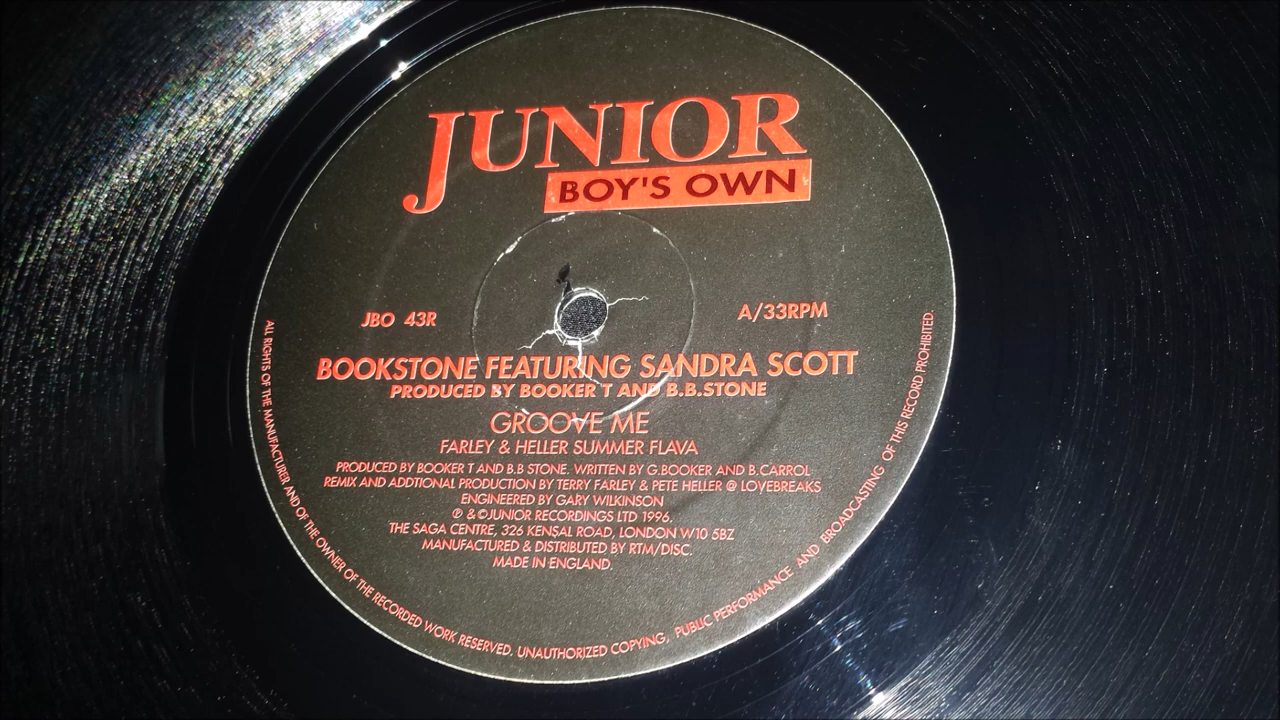 JUNIOR
BOY'S OWN
JBO 43R
A/33RPM
BOOKSTONE FEATURING SANDRA SCOTT
PRODUCED BY BOOKER T AND B.B.STONE
GROOVE ME
FARLEY & HELLER SUMMER FLAVA
PRODUCED BY BOOKER T AND B.B STONE. WRITTEN BY G.BOOKER AND B.CARROL
REMIX AND ADDTIONAL PRODUCTION BY TERRY FARLEY & PETE HELLER @ LOVEBREAKS
ENGINEERED BY GARY WILKINSON
℗ & © JUNIOR RECORDINGS LTD 1996.
THE SAGA CENTRE, 326 KENSAL ROAD, LONDON W10 5BZ
MANUFACTURED & DISTRIBUTED BY RTM/DISC.
MADE IN ENGLAND.
ALL RIGHTS OF THE MANUFACTURER AND OF THE OWNER OF THE RECORDED WORK RESERVED. UNAUTHORIZED COPYING, PUBLIC PERFORMANCE AND BROADCASTING OF THIS RECORD PROHIBITED.